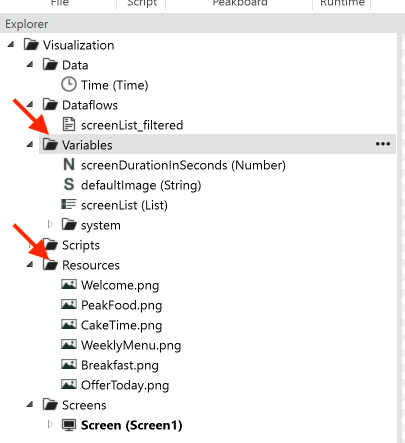 File Script Peakboard Runtime
Explorer
Visualization
Data
Time (Time)
Dataflows
screenList_filtered
Variables
screenDurationInSeconds (Number)
defaultImage (String)
screenList (List)
system
Scripts
Resources
Welcome.png
PeakFood.png
CakeTime.png
WeeklyMenu.png
Breakfast.png
OfferToday.png
Screens
Screen (Screen1)